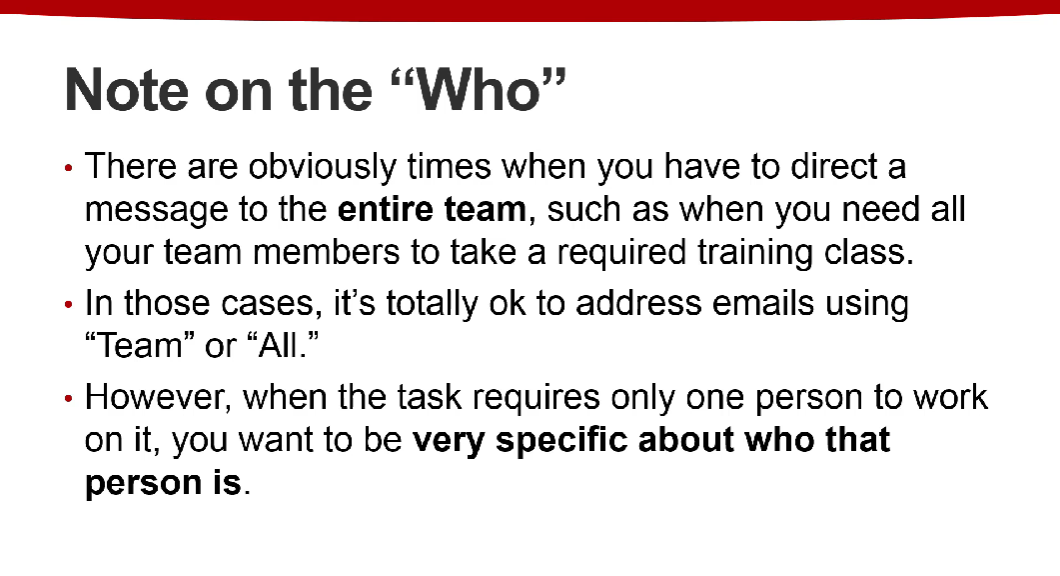 Note on the “Who”
• There are obviously times when you have to direct a
message to the entire team, such as when you need all
your team members to take a required training class.
• In those cases, it’s totally ok to address emails using
“Team” or “All.”
• However, when the task requires only one person to work
on it, you want to be very specific about who that
person is.